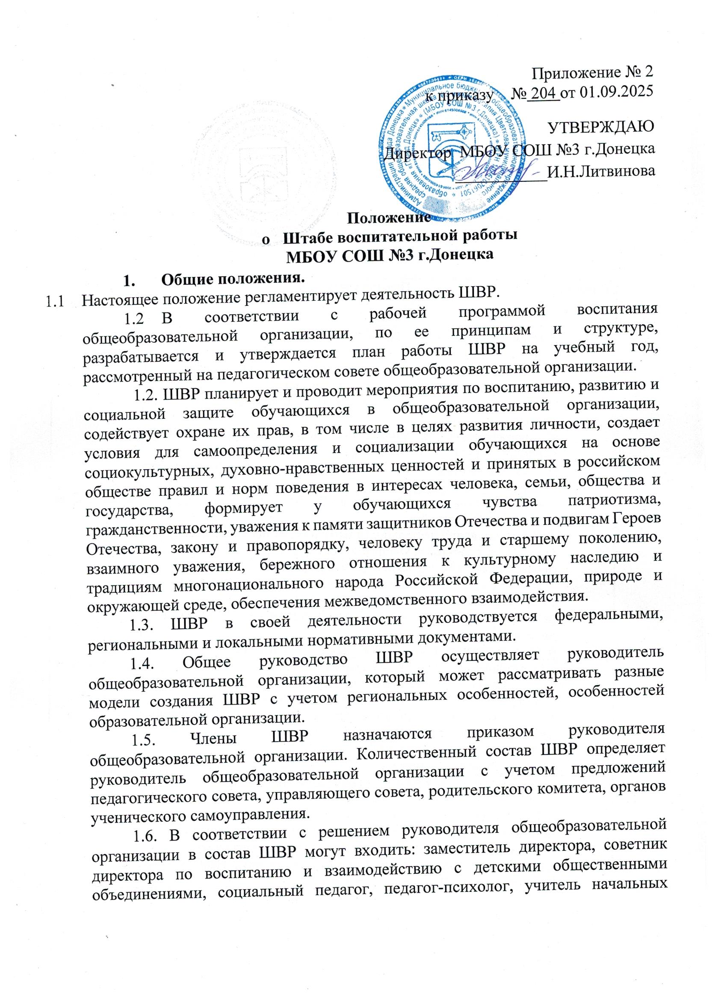 Приложение № 2
к приказу № 204 от 01.09.2025
УТВЕРЖДАЮ
Директор МБОУ СОШ №3 г.Донецка
И.Н.Литвинова
Положение
о Штабе воспитательной работы
МБОУ СОШ №3 г.Донецка
1. Общие положения.
1.1 Настоящее положение регламентирует деятельность ШВР.
1.2 В соответствии с рабочей программой воспитания
общеобразовательной организации, по ее принципам и структуре,
разрабатывается и утверждается план работы ШВР на учебный год,
рассмотренный на педагогическом совете общеобразовательной организации.
1.2. ШВР планирует и проводит мероприятия по воспитанию, развитию и
социальной защите обучающихся в общеобразовательной организации,
содействует охране их прав, в том числе в целях развития личности, создает
условия для самоопределения и социализации обучающихся на основе
социокультурных, духовно-нравственных ценностей и принятых в российском
обществе правил и норм поведения в интересах человека, семьи, общества и
государства, формирует у обучающихся чувства патриотизма,
гражданственности, уважения к памяти защитников Отечества и подвигам Героев
Отечества, закону и правопорядку, человеку труда и старшему поколению,
взаимного уважения, бережного отношения к культурному наследию и
традициям многонационального народа Российской Федерации, природе и
окружающей среде, обеспечения межведомственного взаимодействия.
1.3. ШВР в своей деятельности руководствуется федеральными,
региональными и локальными нормативными документами.
1.4. Общее руководство ШВР осуществляет руководитель
общеобразовательной организации, который может рассматривать разные
модели создания ШВР с учетом региональных особенностей, особенностей
образовательной организации.
1.5. Члены ШВР назначаются приказом руководителя
общеобразовательной организации. Количественный состав ШВР определяет
руководитель общеобразовательной организации с учетом предложений
педагогического совета, управляющего совета, родительского комитета, органов
ученического самоуправления.
1.6. В соответствии с решением руководителя общеобразовательной
организации в состав ШВР могут входить: заместитель директора, советник
директора по воспитанию и взаимодействию с детскими общественными
объединениями, социальный педагог, педагог-психолог, учитель начальных